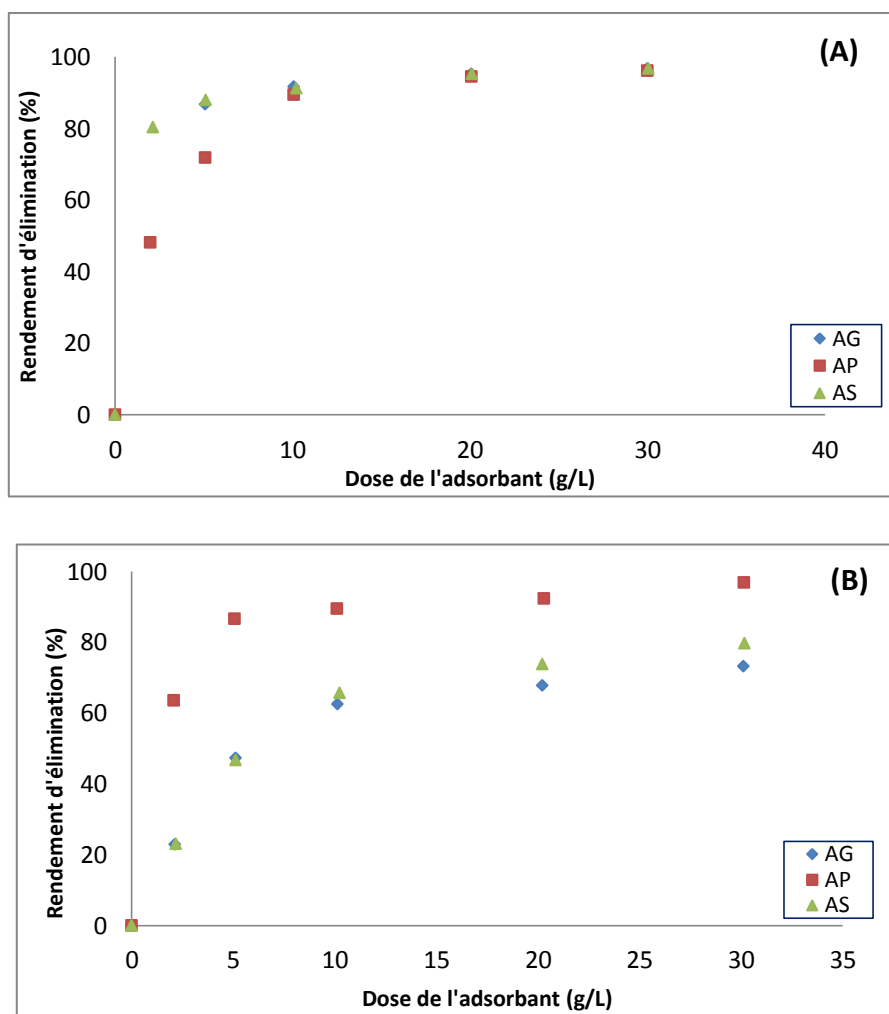 (A)
Rendement d'élimination (%)
100
80
60
40
20
0
0 10 20 30 40
Dose de l'adsorbant (g/L)
AG
AP
AS
(B)
Rendement d'élimination (%)
100
80
60
40
20
0
0 5 10 15 20 25 30 35
Dose de l'adsorbant (g/L)
AG
AP
AS